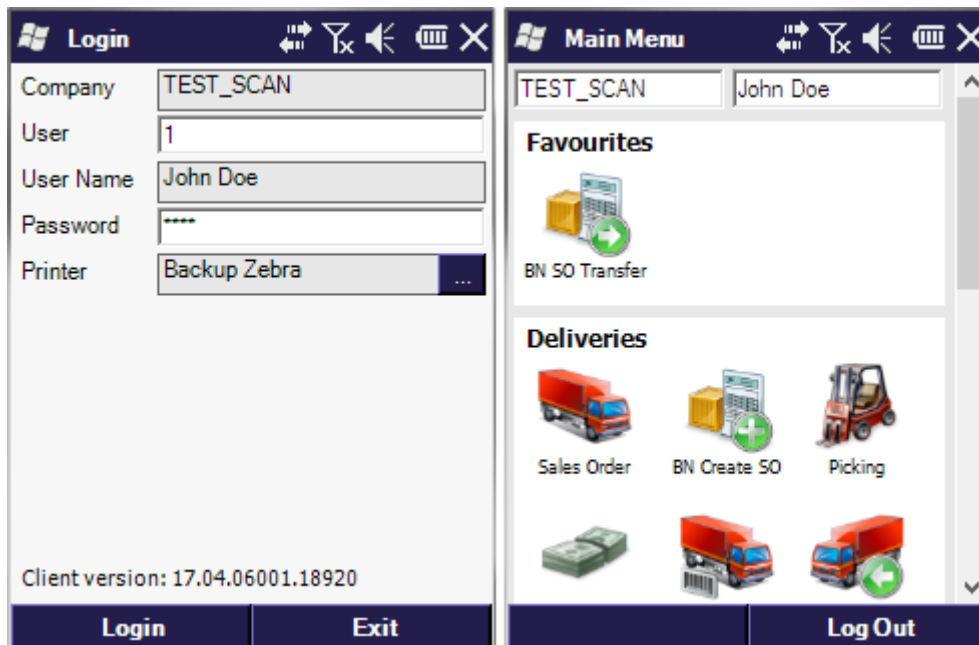 Login
Company TEST_SCAN
User 1
User Name John Doe
Password ****
Printer Backup Zebra ...
Client version: 17.04.06001.18920
Login Exit
Main Menu
TEST_SCAN John Doe
Favourites
BN SO Transfer
Deliveries
Sales Order BN Create SO Picking
Log Out